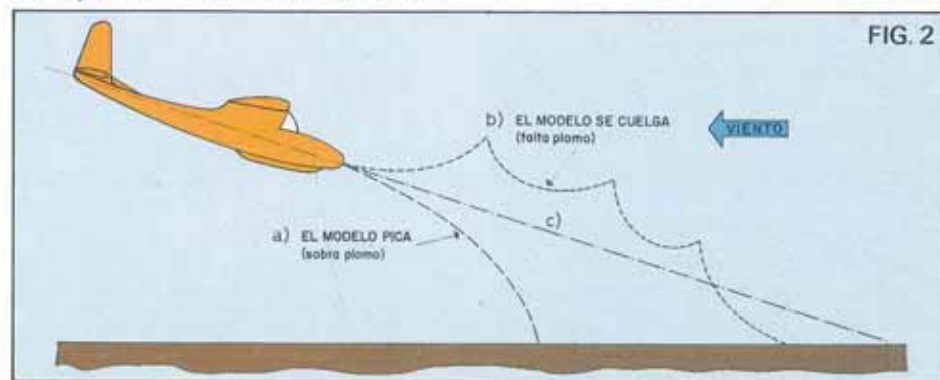 FIG. 2
b) EL MODELO SE CUELGA
(falta plomo)
VIENTO
c)
a) EL MODELO PICA
(sobra plomo)